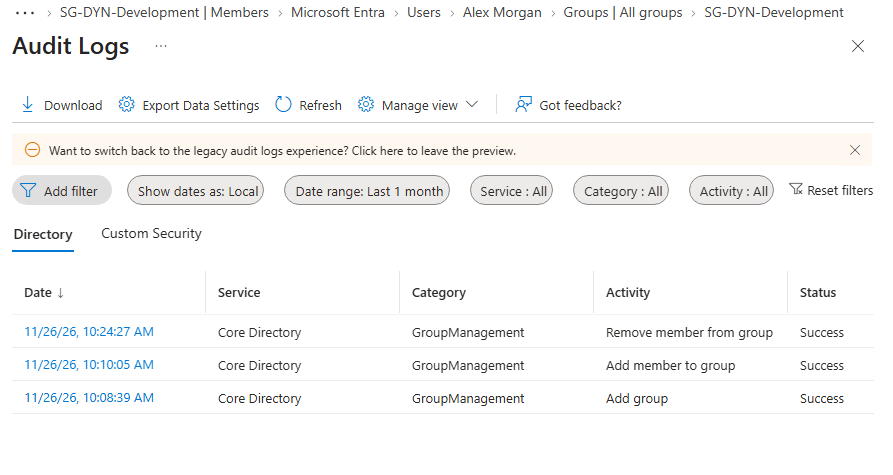 ··· > SG-DYN-Development | Members > Microsoft Entra > Users > Alex Morgan > Groups | All groups > SG-DYN-Development
Audit Logs ···
Download Export Data Settings Refresh Manage view Got feedback?
Want to switch back to the legacy audit logs experience? Click here to leave the preview.
Add filter Show dates as: Local Date range: Last 1 month Service : All Category : All Activity : All Reset filters
Directory Custom Security
Date ↓ Service Category Activity Status
11/26/26, 10:24:27 AM Core Directory GroupManagement Remove member from group Success
11/26/26, 10:10:05 AM Core Directory GroupManagement Add member to group Success
11/26/26, 10:08:39 AM Core Directory GroupManagement Add group Success